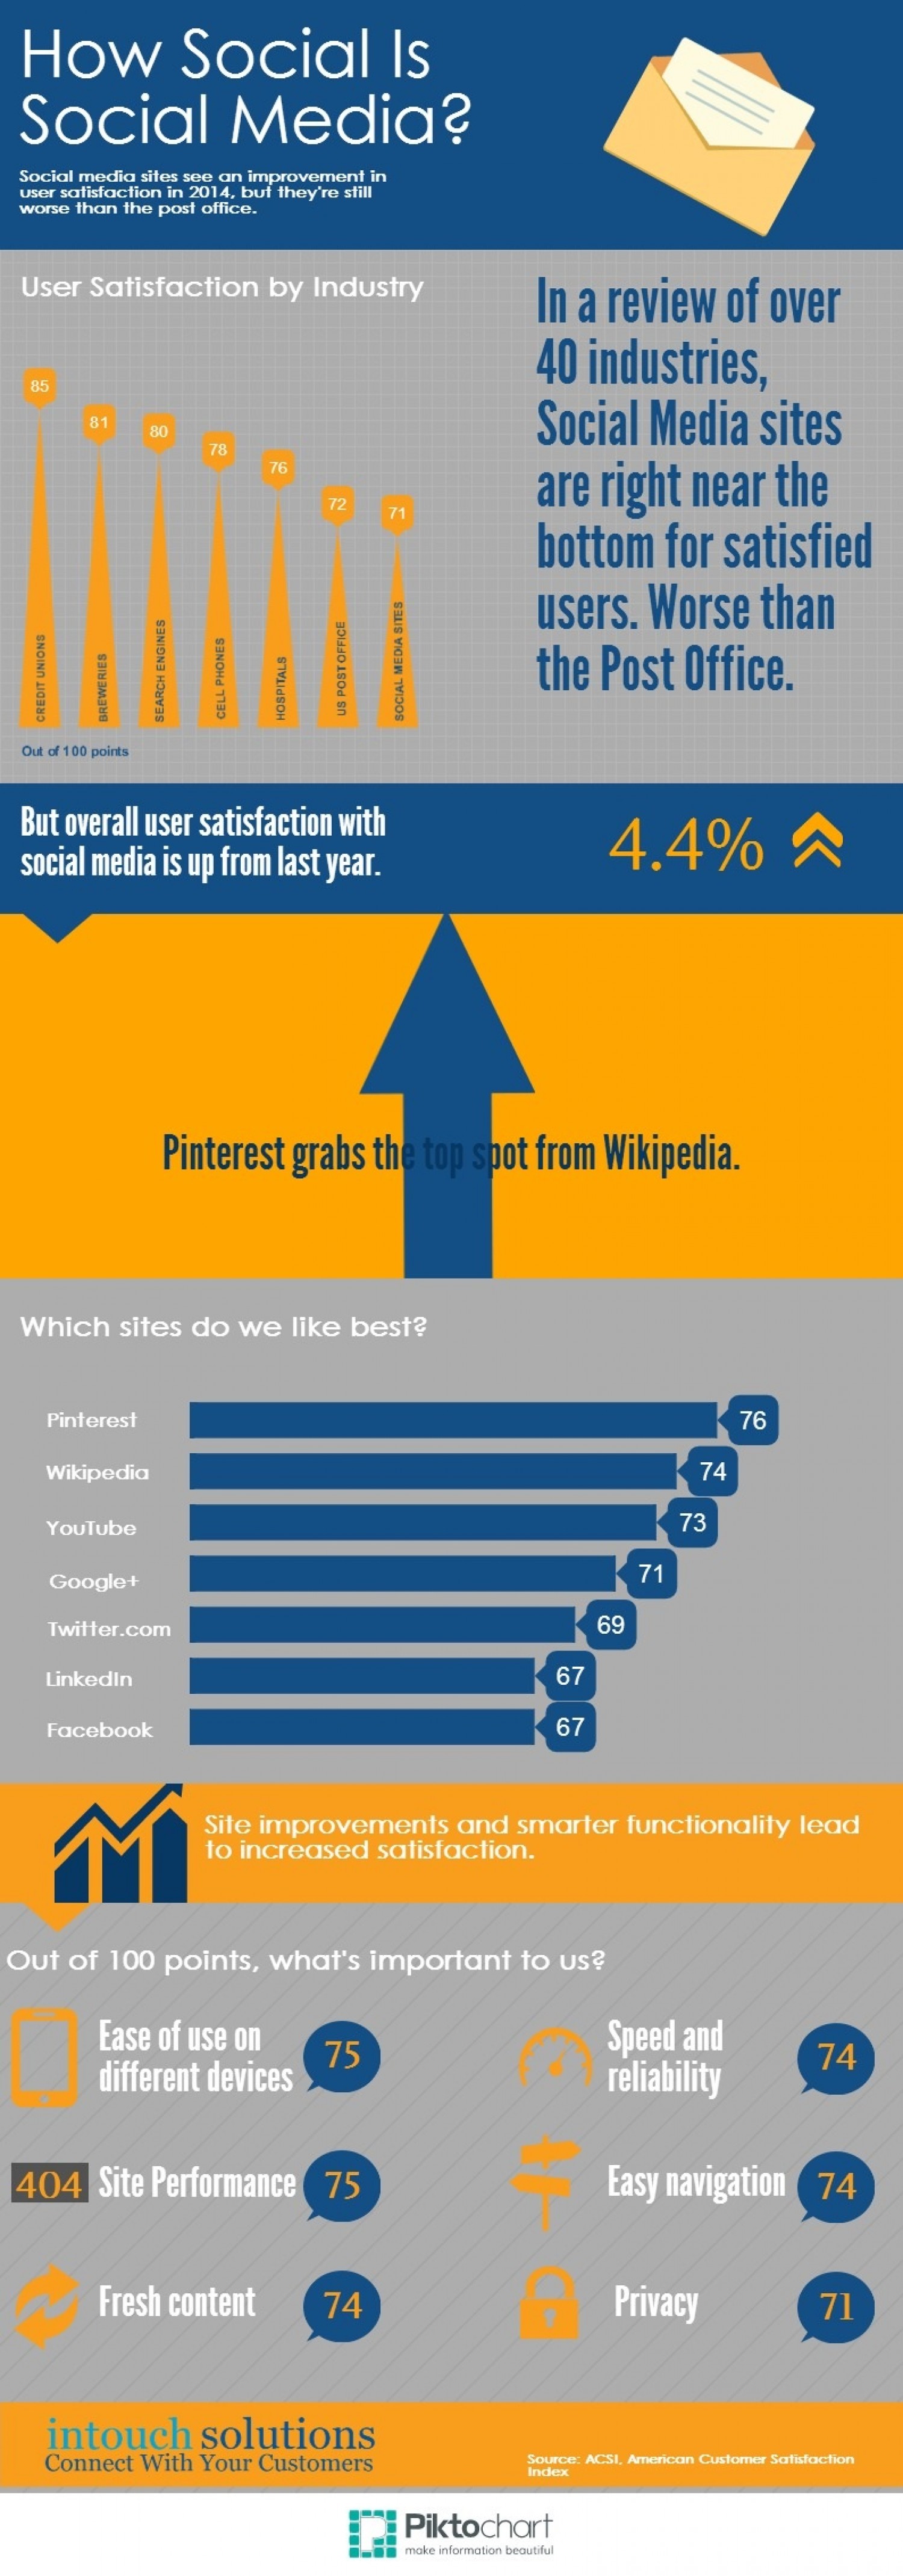 How Social Is
Social Media?
Social media sites see an improvement in
user satisfaction in 2014, but they're still
worse than the post office.
User Satisfaction by Industry
85
81
80
78
76
72
71
CREDIT UNIONS
BREWERIES
SEARCH ENGINES
CELL PHONES
HOSPITALS
US POST OFFICE
SOCIAL MEDIA SITES
Out of 100 points
In a review of over
40 industries,
Social Media sites
are right near the
bottom for satisfied
users. Worse than
the Post Office.
But overall user satisfaction with
social media is up from last year.
4.4%
Pinterest grabs the top spot from Wikipedia.
Which sites do we like best?
Pinterest 76
Wikipedia 74
YouTube 73
Google+ 71
Twitter.com 69
LinkedIn 67
Facebook 67
Site improvements and smarter functionality lead
to increased satisfaction.
Out of 100 points, what's important to us?
Ease of use on
different devices
75
Speed and
reliability
74
404 Site Performance 75
Easy navigation 74
Fresh content 74
Privacy 71
intouch solutions
Connect With Your Customers
Source: ACSI, American Customer Satisfaction
Index
Piktochart
make information beautiful